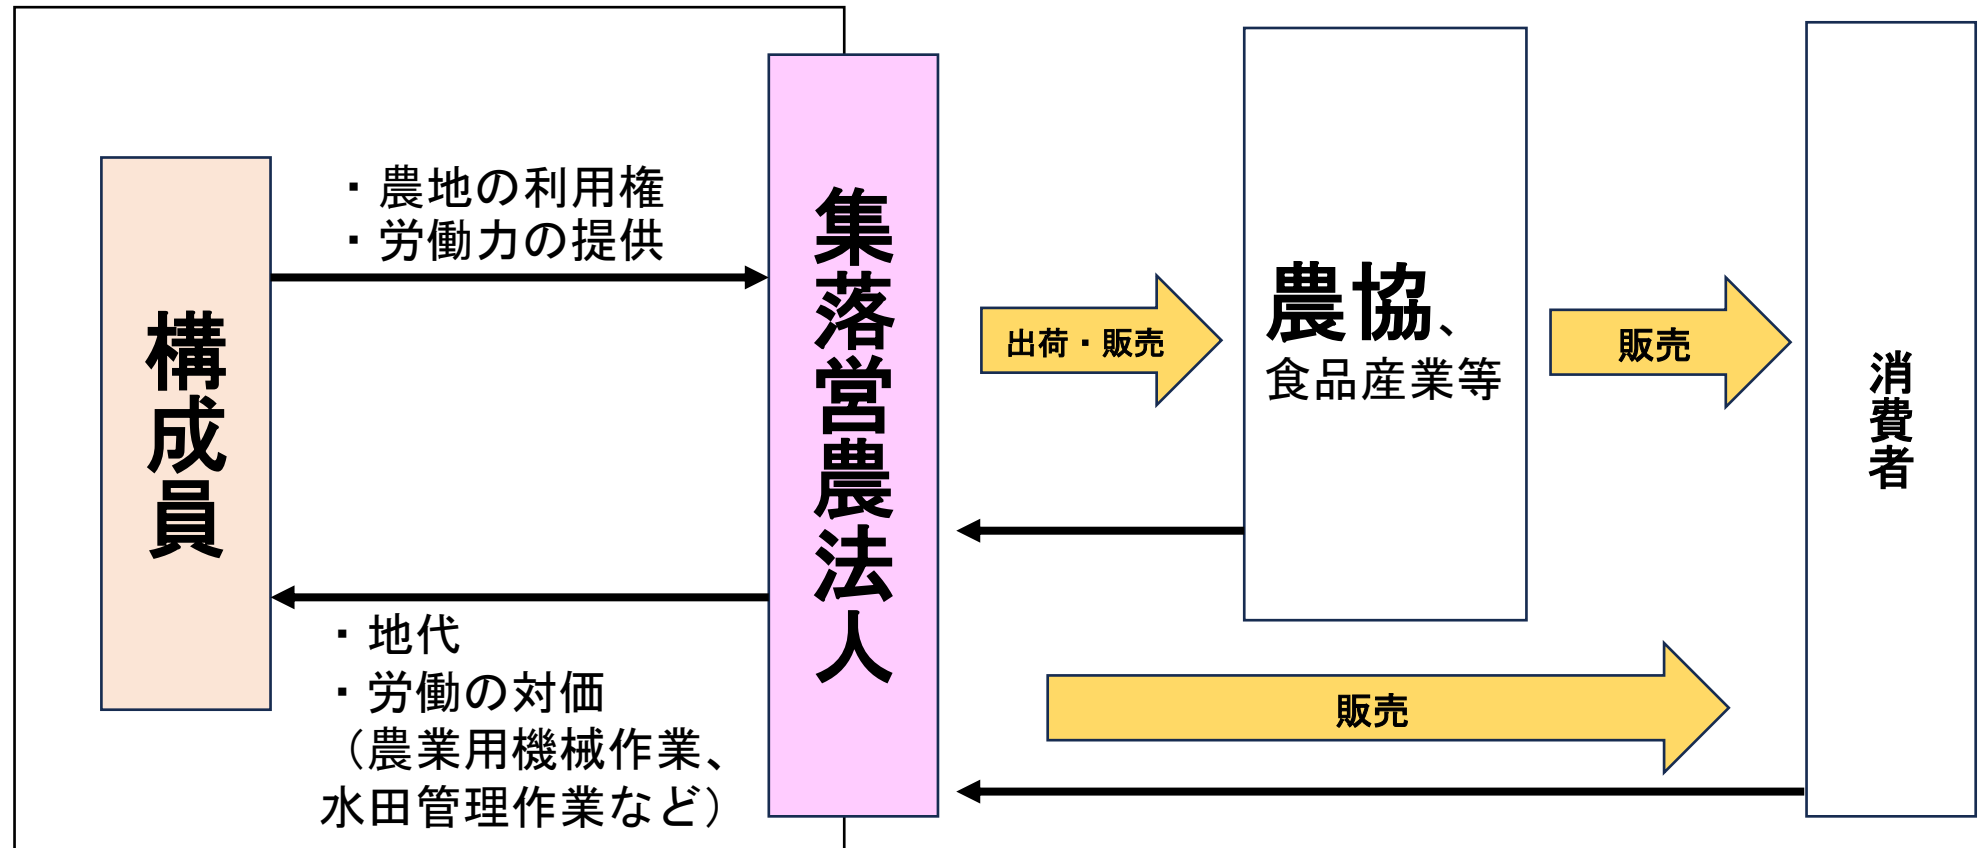 構成員
・農地の利用権
・労働力の提供
・地代
・労働の対価
（農業用機械作業、
水田管理作業など）
集落営農法人
出荷・販売
農協、
食品産業等
販売
消費者
販売